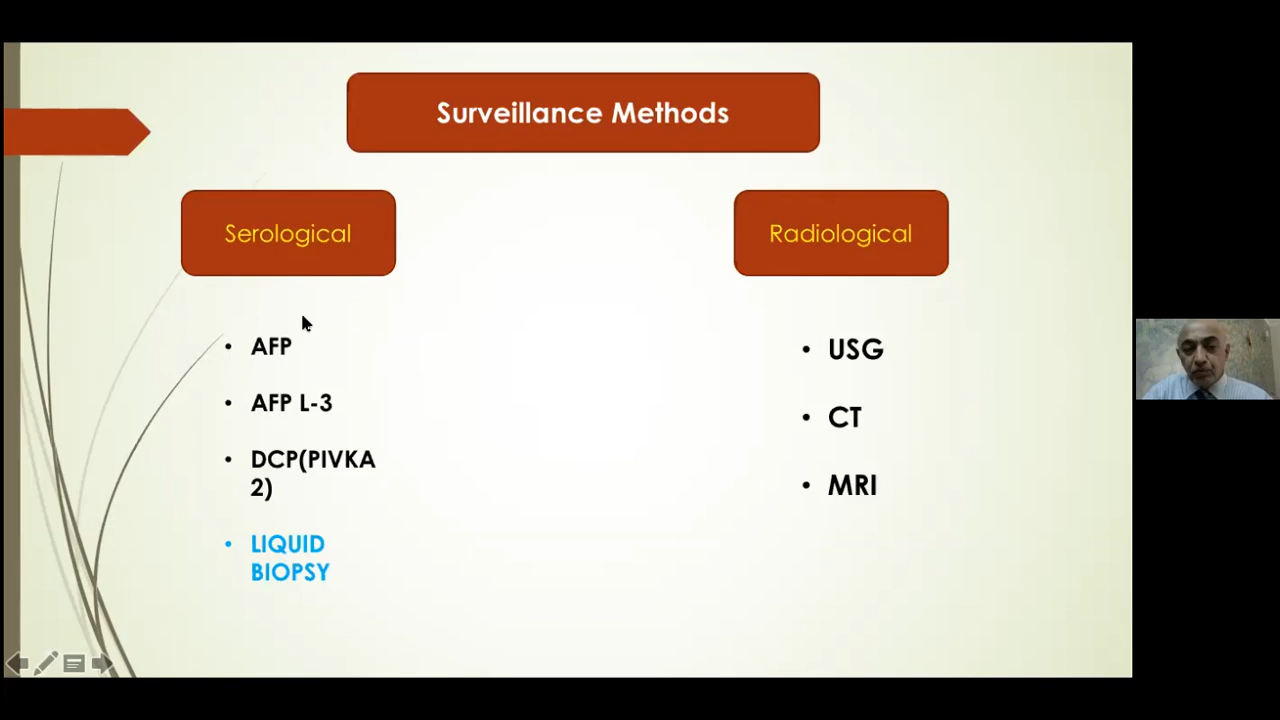 Surveillance Methods
Serological
Radiological
• AFP
• AFP L-3
• DCP(PIVKA
2)
• LIQUID
BIOPSY
• USG
• CT
• MRI